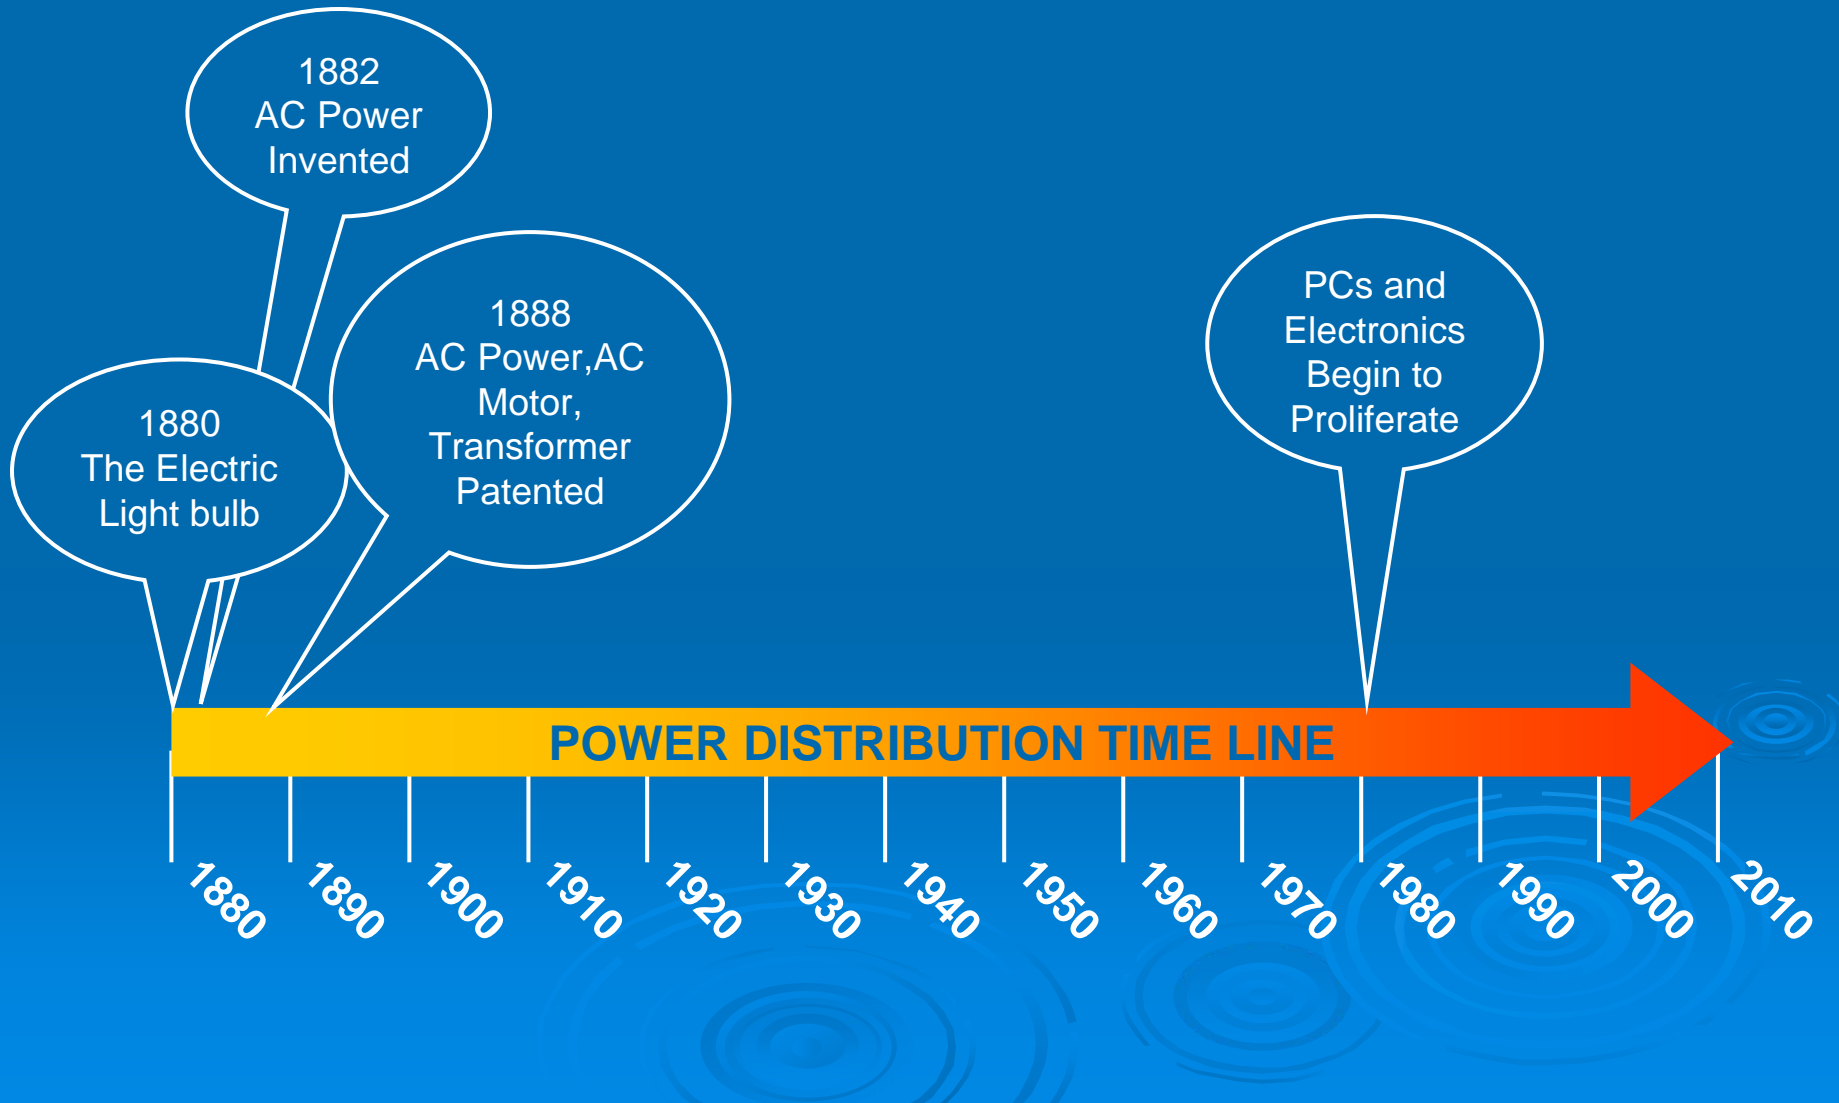 1882
AC Power
Invented
1888
AC Power,AC
Motor,
Transformer
Patented
1880
The Electric
Light bulb
PCs and
Electronics
Begin to
Proliferate
POWER DISTRIBUTION TIME LINE
1880
1890
1900
1910
1920
1930
1940
1950
1960
1970
1980
1990
2000
2010